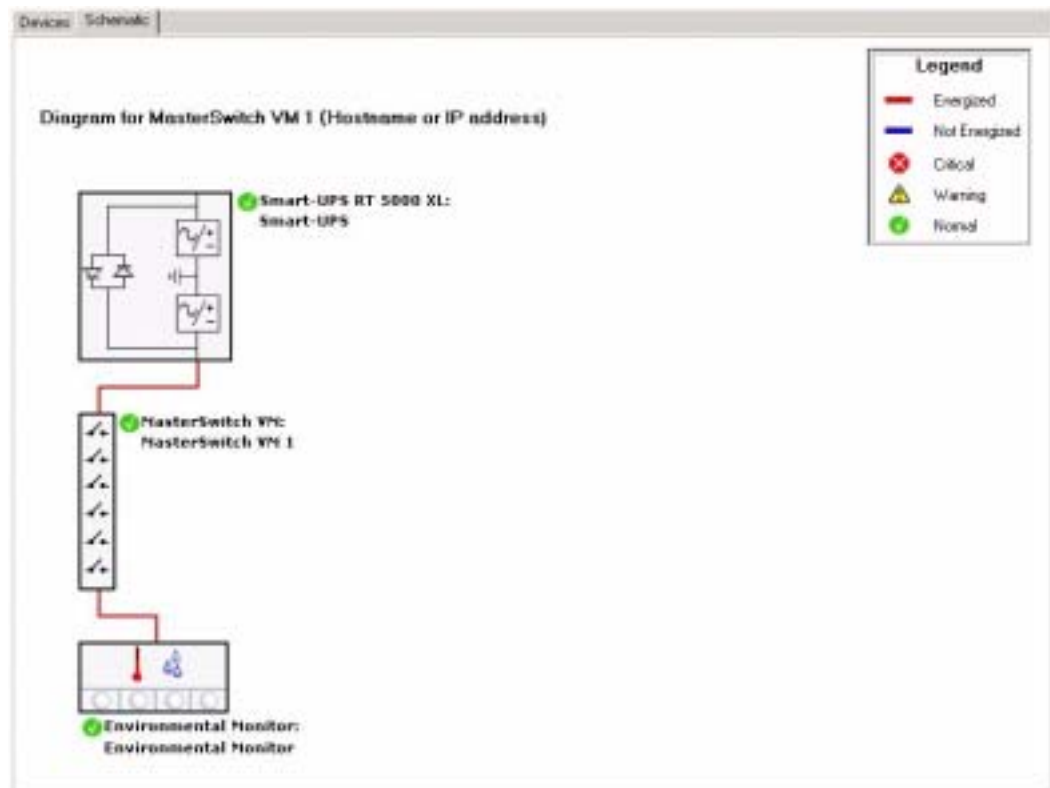 Devices
Schematic
Legend
Energized
Not Energized
Critical
Warning
Normal
Diagram for MasterSwitch VM 1 (Hostname or IP address)
Smart-UPS RT 5000 XL:
Smart-UPS
MasterSwitch VM:
MasterSwitch VM 1
Environmental Monitor:
Environmental Monitor